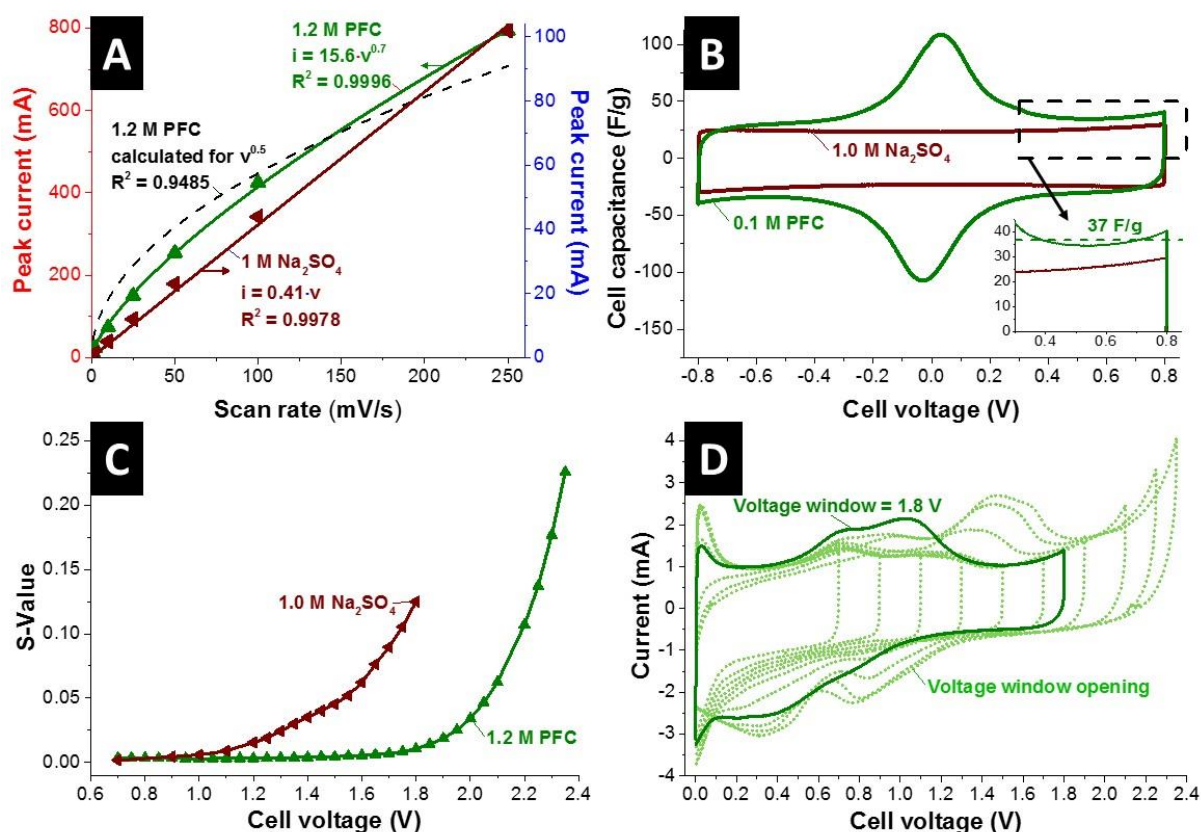 A
800
600
400
200
0
Peak current (mA)
1.2 M PFC
i = 15.6·v^0.7
R² = 0.9996
1.2 M PFC
calculated for v^0.5
R² = 0.9485
1 M Na₂SO₄
i = 0.41·v
R² = 0.9978
100
80
60
40
20
0
Peak current (mA)
0 50 100 150 200 250
Scan rate (mV/s)
B
100
50
0
-50
-100
-150
Cell capacitance (F/g)
1.0 M Na₂SO₄
0.1 M PFC
37 F/g
40
30
20
10
0
0.4 0.6 0.8
-0.8 -0.6 -0.4 -0.2 0.0 0.2 0.4 0.6 0.8
Cell voltage (V)
C
0.25
0.20
0.15
0.10
0.05
0.00
S-Value
1.0 M Na₂SO₄
1.2 M PFC
0.6 0.8 1.0 1.2 1.4 1.6 1.8 2.0 2.2 2.4
Cell voltage (V)
D
4
3
2
1
0
-1
-2
-3
-4
Current (mA)
Voltage window = 1.8 V
Voltage window opening
0.0 0.2 0.4 0.6 0.8 1.0 1.2 1.4 1.6 1.8 2.0 2.2 2.4
Cell voltage (V)